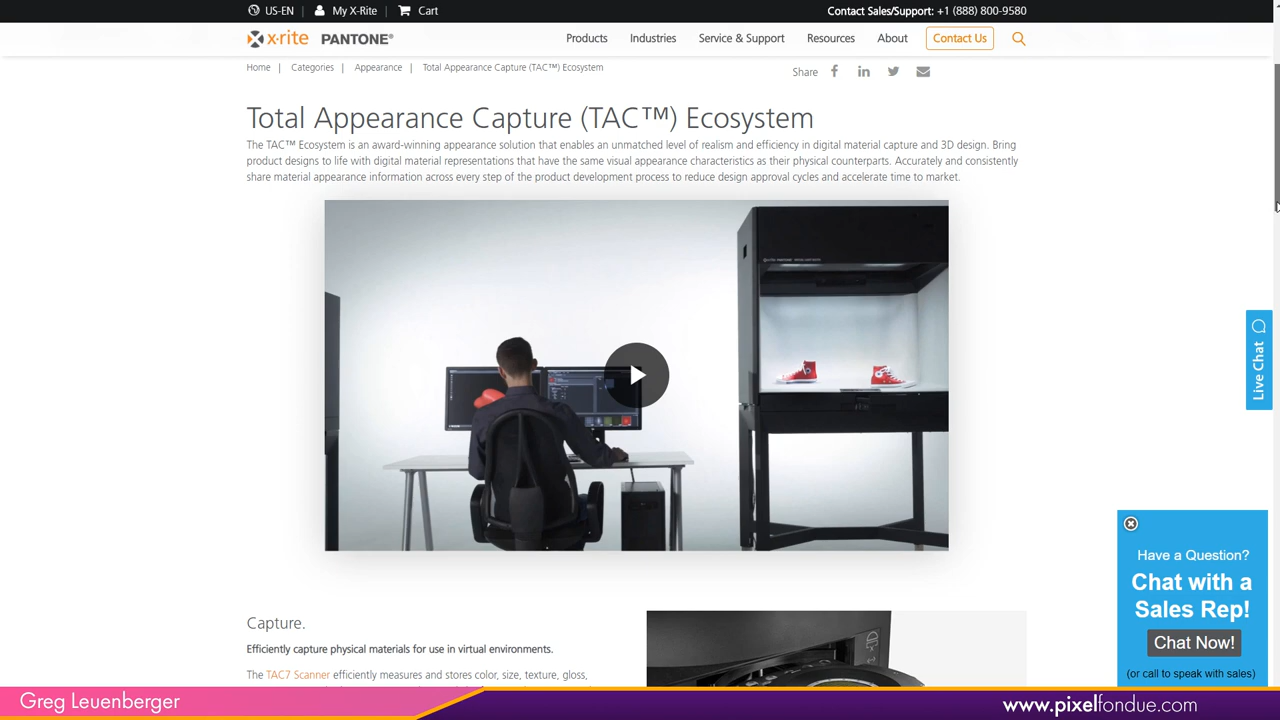 US-EN | My X-Rite Cart
Contact Sales/Support: +1 (888) 800-9580
x·rite PANTONE®
Products Industries Service & Support Resources About Contact Us
Home | Categories | Appearance | Total Appearance Capture (TAC™) Ecosystem
Share
Total Appearance Capture (TAC™) Ecosystem
The TAC™ Ecosystem is an award-winning appearance solution that enables an unmatched level of realism and efficiency in digital material capture and 3D design. Bring
product designs to life with digital material representations that have the same visual appearance characteristics as their physical counterparts. Accurately and consistently
share material appearance information across every step of the product development process to reduce design approval cycles and accelerate time to market.
Live Chat
Have a Question?
Chat with a
Sales Rep!
Chat Now!
(or call to speak with sales)
Capture.
Efficiently capture physical materials for use in virtual environments.
The TAC7 Scanner efficiently measures and stores color, size, texture, gloss,
Greg Leuenberger
www.pixelfondue.com